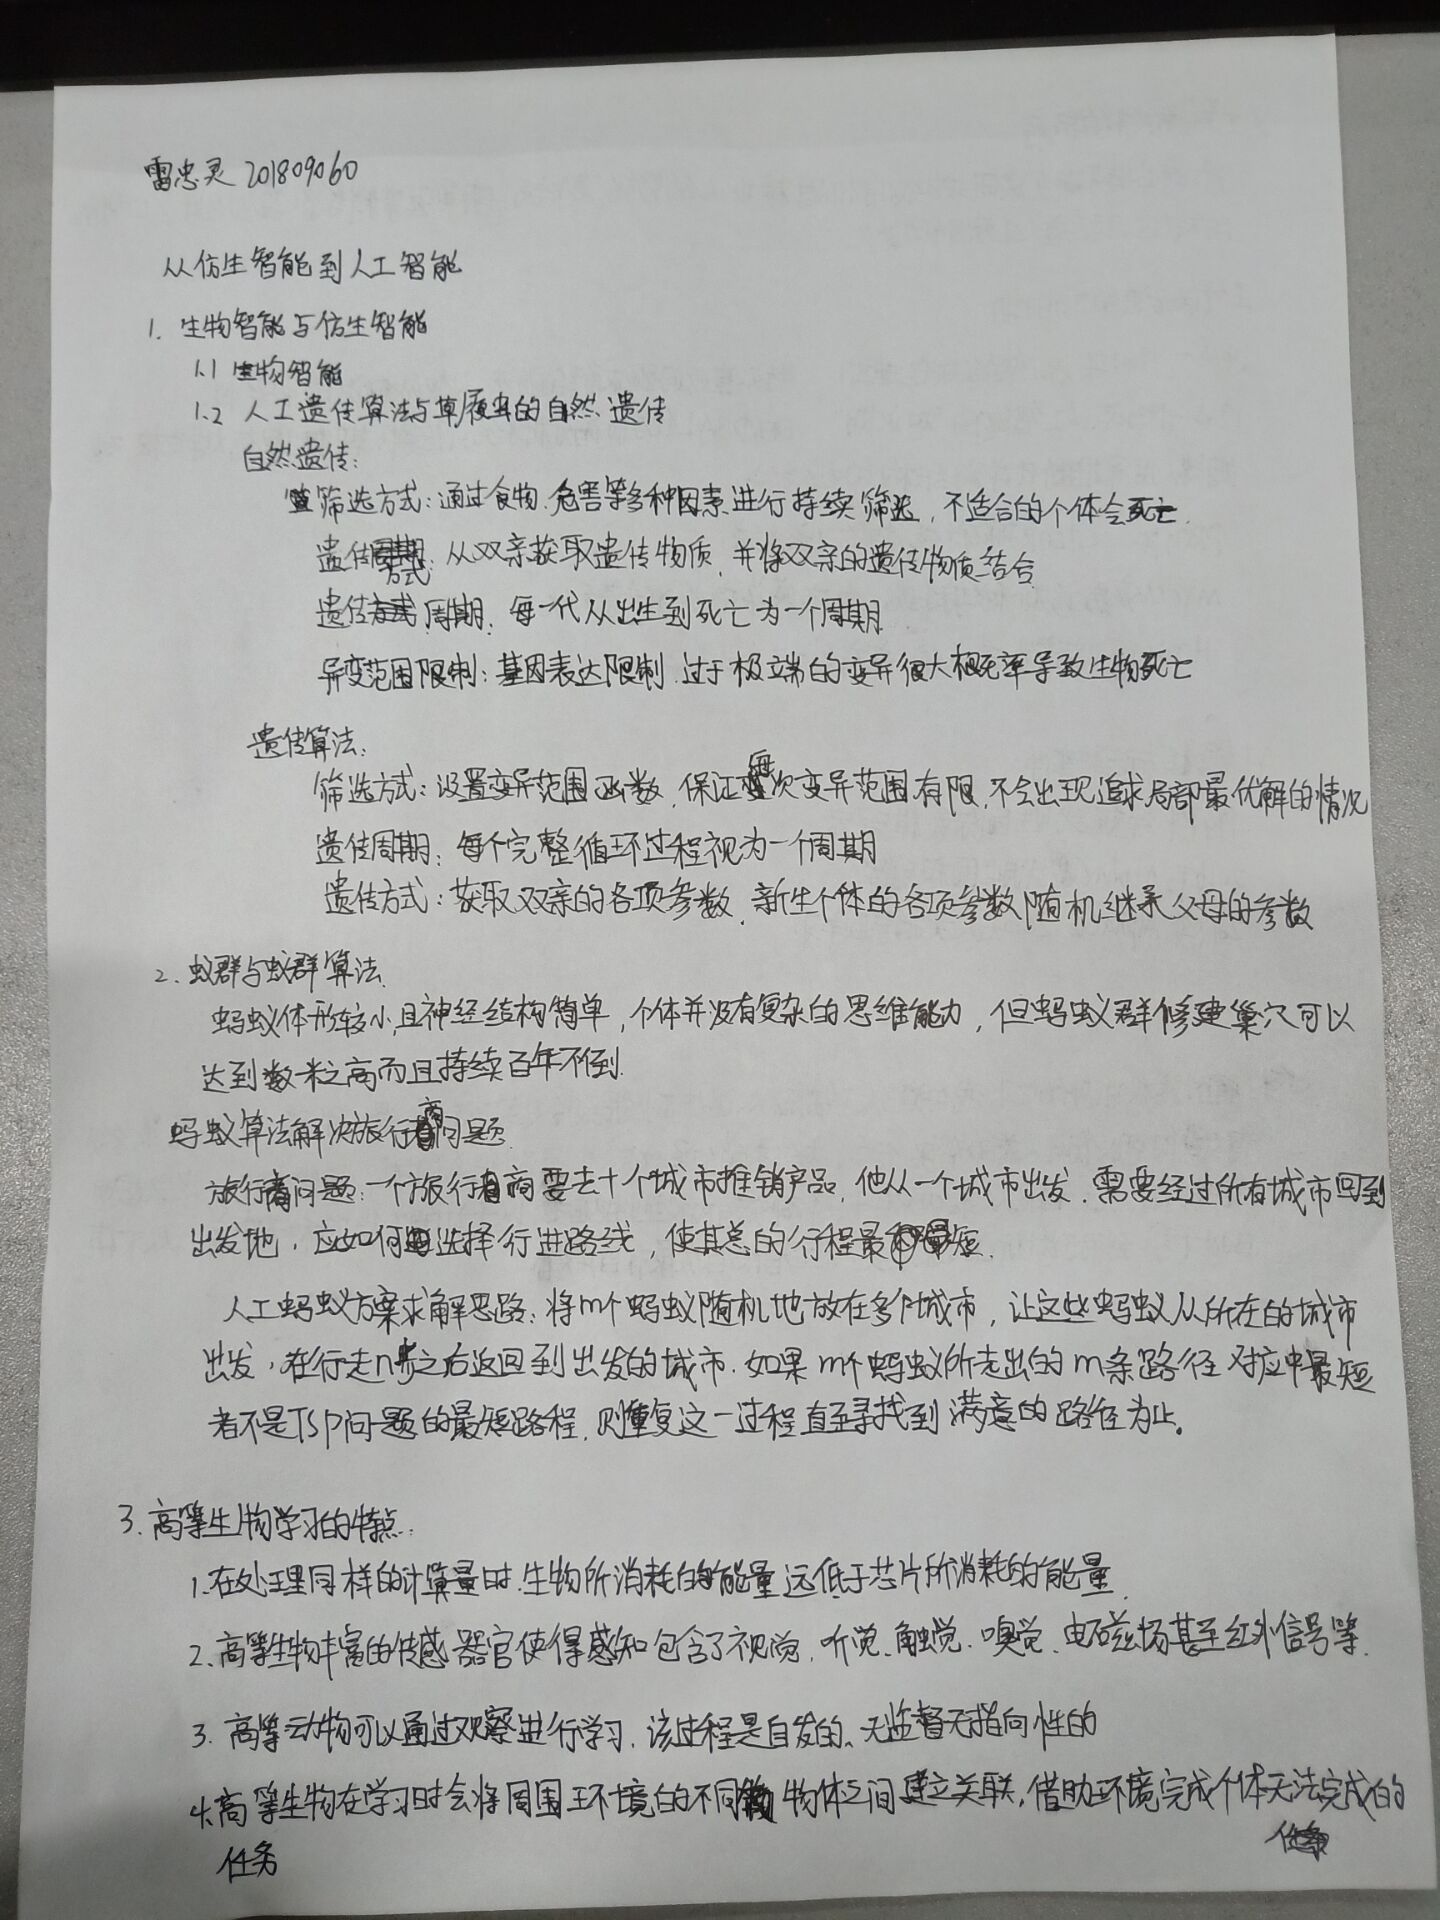 雷忠灵 201809060
从仿生智能到人工智能
1. 生物智能与仿生智能
1.1 生物智能
1.2 人工遗传算法与草履虫的自然遗传
自然遗传:
筛选方式:通过食物、危害等多种因素进行持续筛选,不适合的个体会死亡.
遗传方式:从双亲获取遗传物质,并将双亲的遗传物质结合
遗传周期:每一代从出生到死亡为一个周期
异变范围限制:基因表达限制.过于极端的变异很大概率导致生物死亡
遗传算法:
筛选方式:设置变异范围函数,保证每次变异范围有限,不会出现追求局部最优解的情况
遗传周期:每个完整循环过程视为一个周期
遗传方式:获取双亲的各项参数,新生个体的各项参数随机继承父母的参数
2. 蚁群与蚁群算法
蚂蚁体形较小且神经结构简单,个体并没有复杂的思维能力,但蚂蚁群修建巢穴可以
达到数米之高而且持续百年不倒.
蚂蚁算法解决旅行商问题.
旅行商问题:一个旅行商要去十个城市推销产品,他从一个城市出发,需要经过所有城市回到
出发地,应如何选择行进路线,使其总的行程最短.
人工蚂蚁方案求解思路:将m个蚂蚁随机地放在多个城市,让这些蚂蚁从所在的城市
出发,在行走n步之后返回到出发的城市.如果m个蚂蚁所走出的m条路径对应中最短
者不是TSP问题的最短路程,则重复这一过程直至寻找到满意的路径为止。
3. 高等生物学习的特点:
1.在处理同样的计算量时,生物所消耗的能量远低于芯片所消耗的能量.
2.高等生物丰富的传感器官使得感知包含了视觉、听觉、触觉、嗅觉、电磁场甚至红外信号等.
3. 高等动物可以通过观察进行学习,该过程是自发的、无监督无指向性的
4.高等生物在学习时会将周围环境的不同物体之间建立关联,借助环境完成个体无法完成的
任务